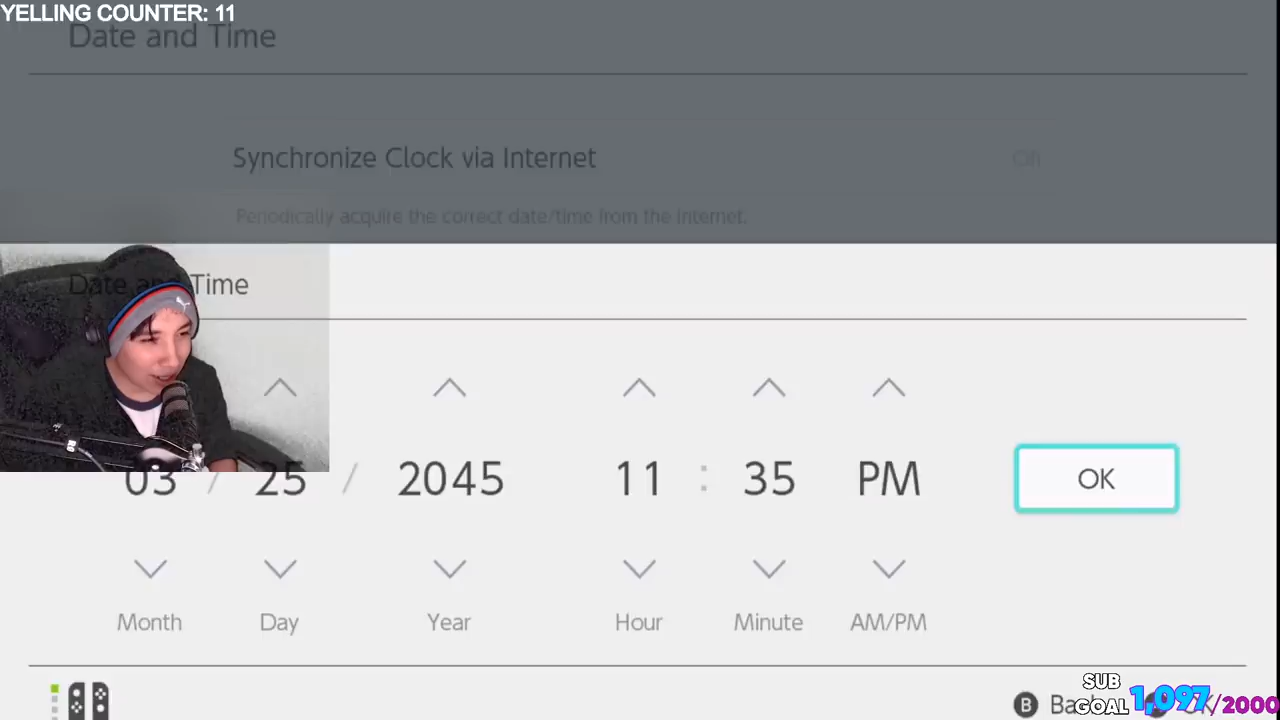 YELLING COUNTER: 11
Date and Time
Synchronize Clock via Internet
Periodically acquire the correct date/time from the Internet.
Date and Time
03 / 25 / 2045 11 : 35 PM OK
Month Day Year Hour Minute AM/PM
B
SUB GOAL 1,097/2000